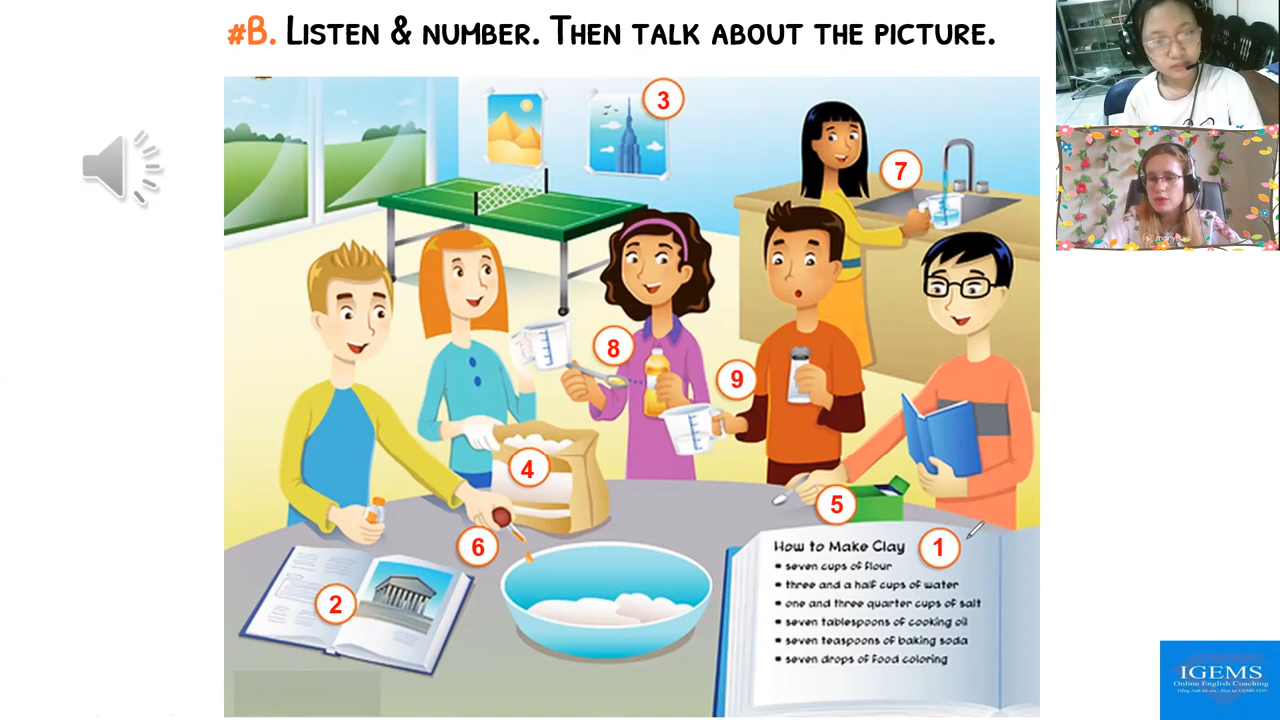 #B. Listen & number. Then talk about the picture.
3
7
8
9
4
5
6
How to Make Clay 1
• seven cups of flour
• three and a half cups of water
2
• one and three quarter cups of salt
• seven tablespoons of cooking oil
• seven teaspoons of baking soda
• seven drops of food coloring
IGEMS
Online English Coaching